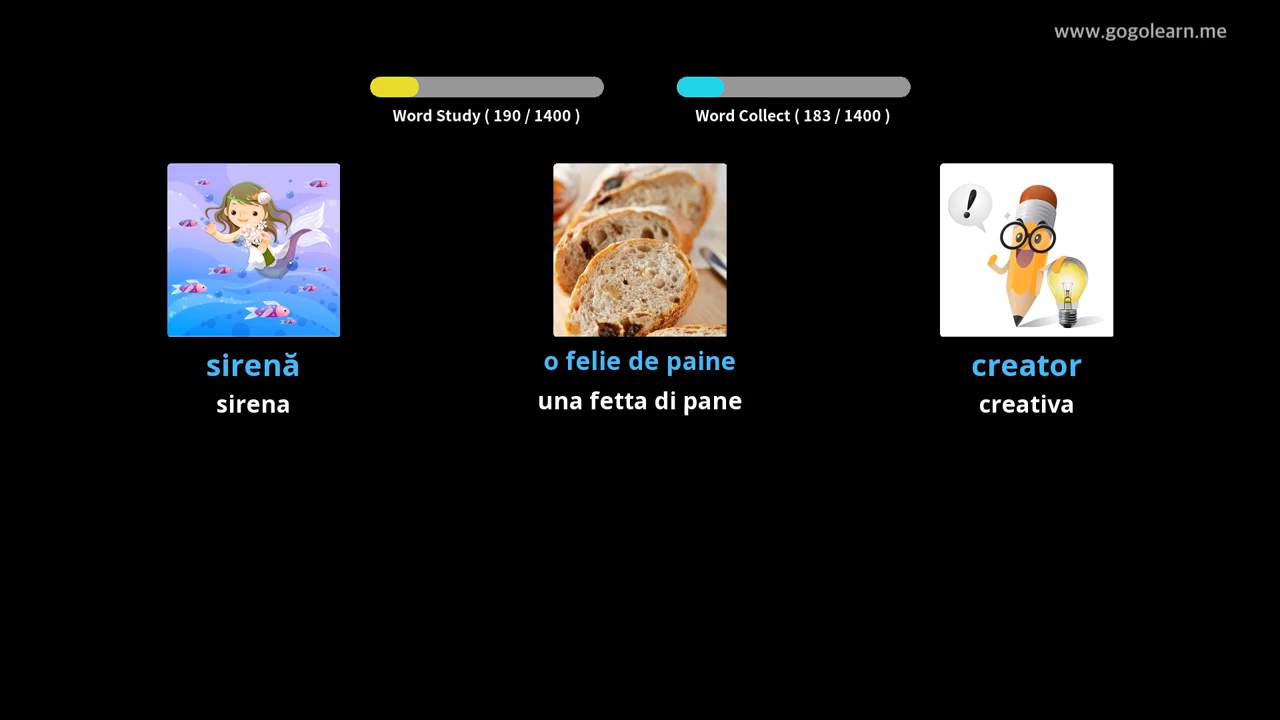 www.gogolearn.me
Word Study ( 190 / 1400 )
Word Collect ( 183 / 1400 )
sirenă
sirena
o felie de paine
una fetta di pane
!
creator
creativa